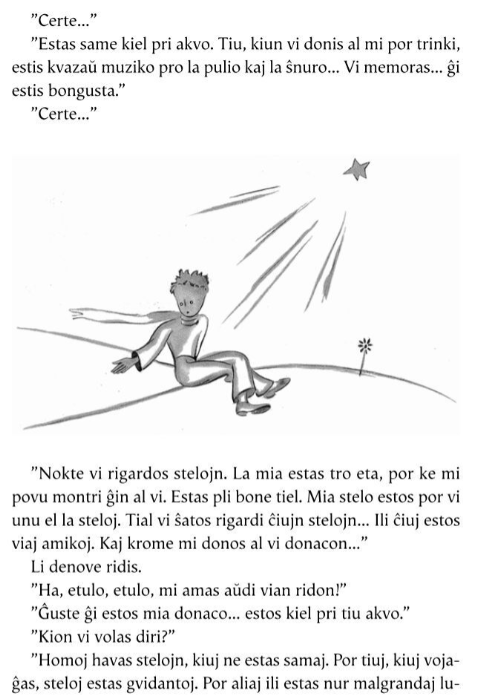 ”Certe...”
”Estas same kiel pri akvo. Tiu, kiun vi donis al mi por trinki,
estis kvazaŭ muziko pro la pulio kaj la ŝnuro... Vi memoras... ĝi
estis bongusta.”
”Certe...”
”Nokte vi rigardos stelojn. La mia estas tro eta, por ke mi
povu montri ĝin al vi. Estas pli bone tiel. Mia stelo estos por vi
unu el la steloj. Tial vi ŝatos rigardi ĉiujn stelojn... Ili ĉiuj estos
viaj amikoj. Kaj krome mi donos al vi donacon...”
Li denove ridis.
”Ha, etulo, etulo, mi amas aŭdi vian ridon!”
”Ĝuste ĝi estos mia donaco... estos kiel pri tiu akvo.”
”Kion vi volas diri?”
”Homoj havas stelojn, kiuj ne estas samaj. Por tiuj, kiuj voja-
ĝas, steloj estas gvidantoj. Por aliaj ili estas nur malgrandaj lu-